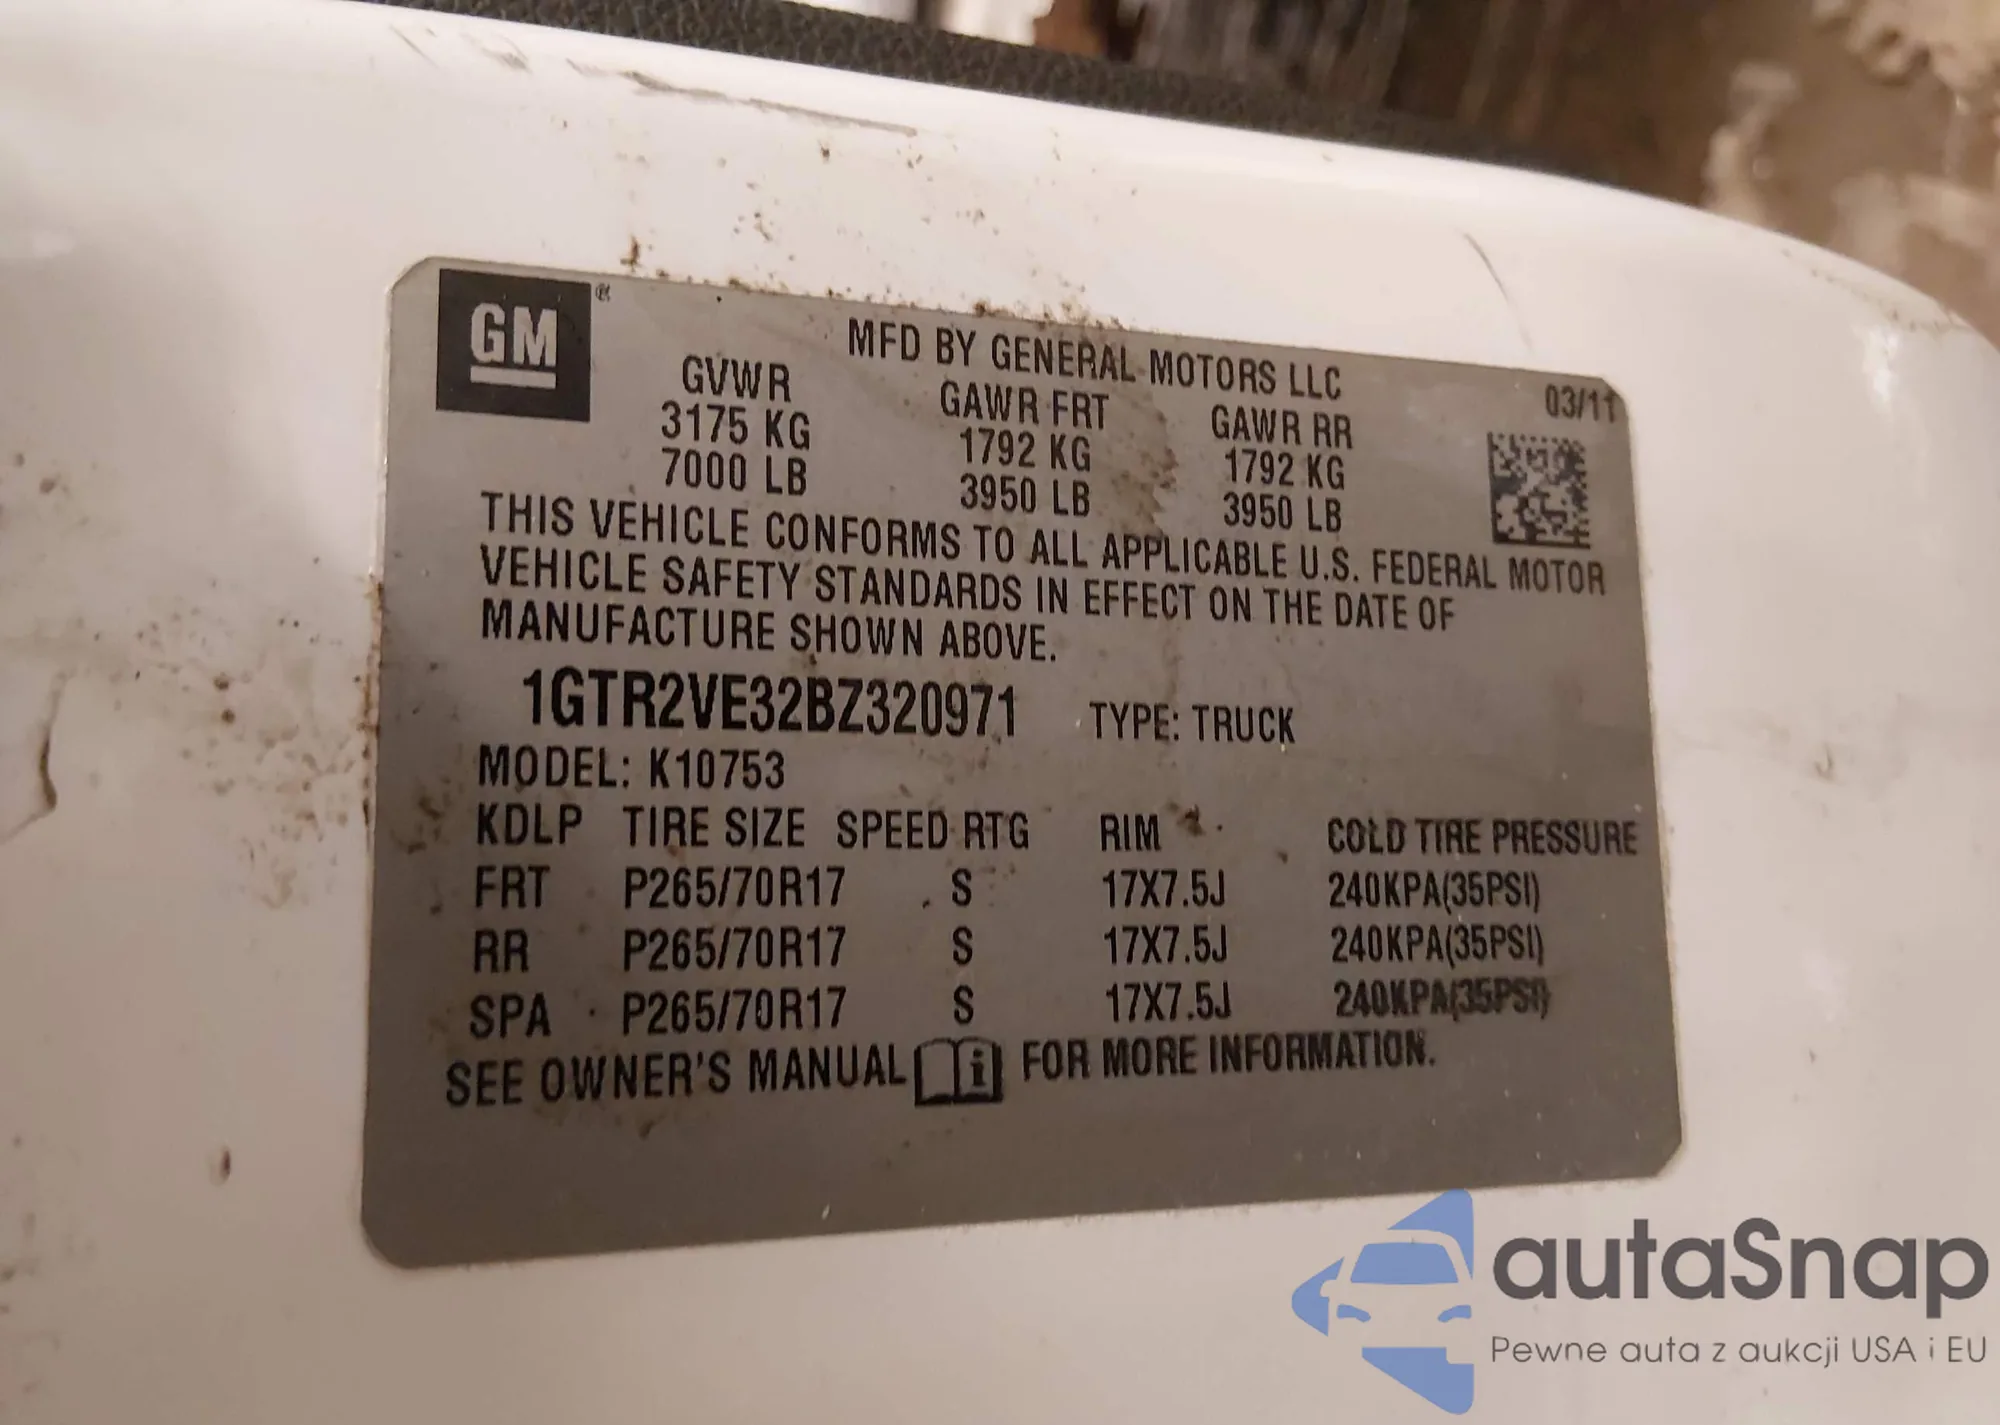 GM®
MFD BY GENERAL MOTORS LLC 03/11
GVWR GAWR FRT GAWR RR
3175 KG 1792 KG 1792 KG
7000 LB 3950 LB 3950 LB
THIS VEHICLE CONFORMS TO ALL APPLICABLE U.S. FEDERAL MOTOR
VEHICLE SAFETY STANDARDS IN EFFECT ON THE DATE OF
MANUFACTURE SHOWN ABOVE.
1GTR2VE32BZ320971 TYPE: TRUCK
MODEL: K10753
KDLP TIRE SIZE SPEED RTG RIM COLD TIRE PRESSURE
FRT P265/70R17 S 17X7.5J 240KPA(35PSI)
RR P265/70R17 S 17X7.5J 240KPA(35PSI)
SPA P265/70R17 S 17X7.5J 240KPA(35PSI)
SEE OWNER'S MANUAL i FOR MORE INFORMATION.
autaSnap
Pewne auta z aukcji USA i EU